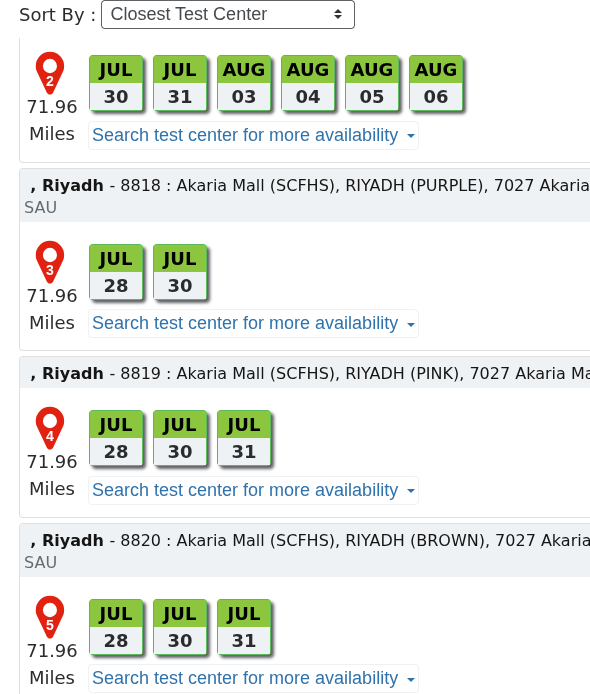 Sort By : Closest Test Center
2
71.96
Miles
JUL JUL AUG AUG AUG AUG
30 31 03 04 05 06
Search test center for more availability
, Riyadh - 8818 : Akaria Mall (SCFHS), RIYADH (PURPLE), 7027 Akaria
SAU
3
71.96
Miles
JUL JUL
28 30
Search test center for more availability
, Riyadh - 8819 : Akaria Mall (SCFHS), RIYADH (PINK), 7027 Akaria Ma
4
71.96
Miles
JUL JUL JUL
28 30 31
Search test center for more availability
, Riyadh - 8820 : Akaria Mall (SCFHS), RIYADH (BROWN), 7027 Akaria
SAU
5
71.96
Miles
JUL JUL JUL
28 30 31
Search test center for more availability